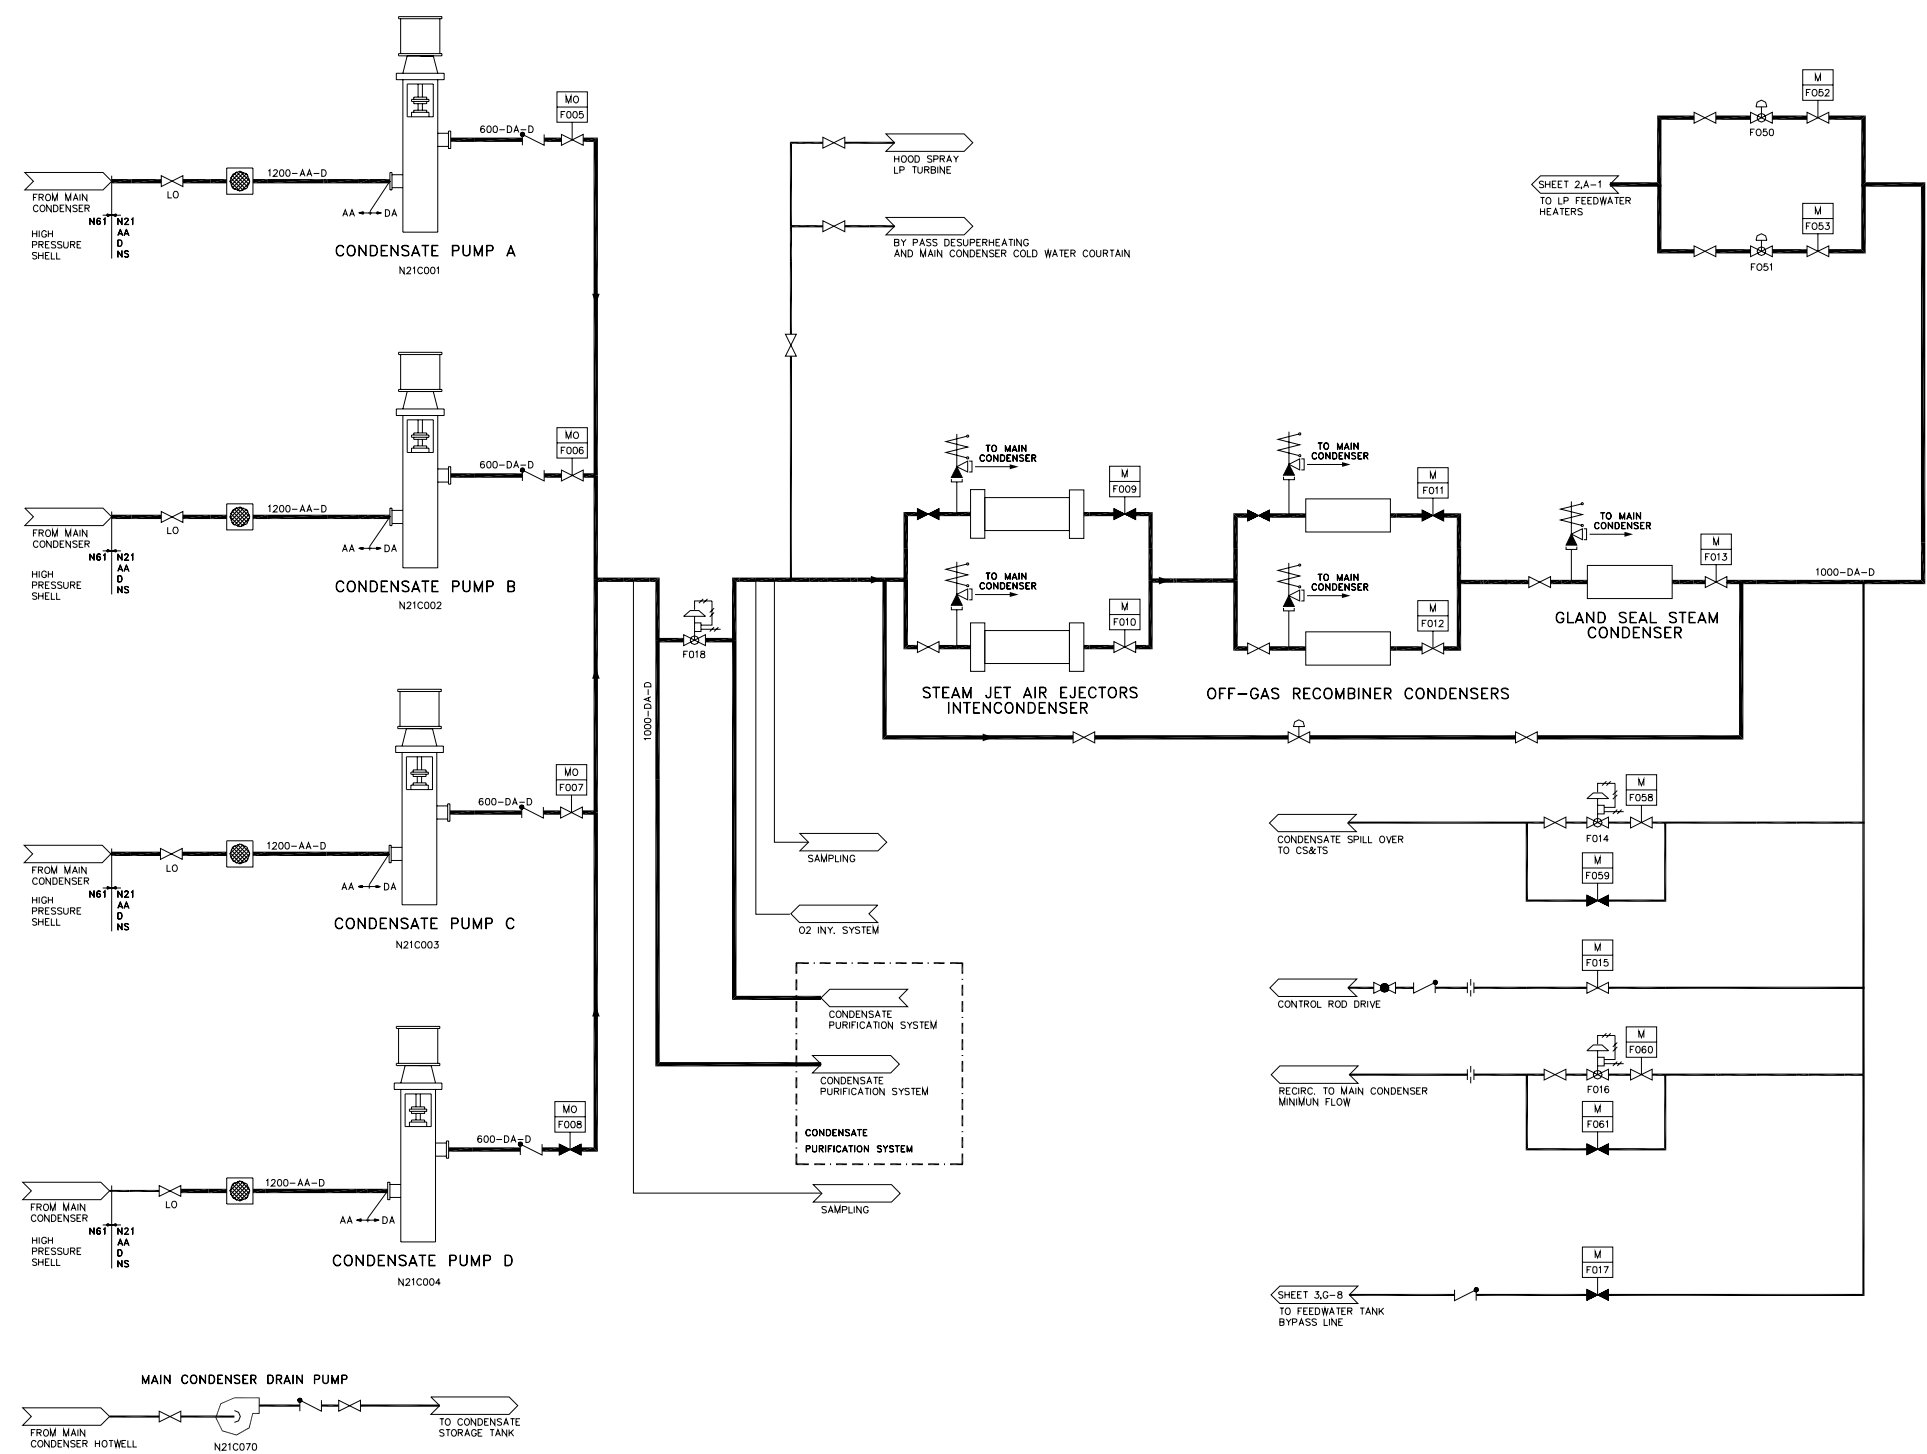 MO
F005
600-DA-D
1200-AA-D
LO
FROM MAIN
CONDENSER
N61
N21
AA
D
NS
HIGH
PRESSURE
SHELL
AA
DA
CONDENSATE PUMP A
N21C001
MO
F006
600-DA-D
1200-AA-D
LO
FROM MAIN
CONDENSER
N61
N21
AA
D
NS
HIGH
PRESSURE
SHELL
AA
DA
CONDENSATE PUMP B
N21C002
MO
F007
600-DA-D
1200-AA-D
LO
FROM MAIN
CONDENSER
N61
N21
AA
D
NS
HIGH
PRESSURE
SHELL
AA
DA
CONDENSATE PUMP C
N21C003
MO
F008
600-DA-D
1200-AA-D
LO
FROM MAIN
CONDENSER
N61
N21
AA
D
NS
HIGH
PRESSURE
SHELL
AA
DA
CONDENSATE PUMP D
N21C004
MAIN CONDENSER DRAIN PUMP
FROM MAIN
CONDENSER HOTWELL
N21C070
TO CONDENSATE
STORAGE TANK
HOOD SPRAY
LP TURBINE
BY PASS DESUPERHEATING
AND MAIN CONDENSER COLD WATER COURTAIN
F018
1000-DA-D
SAMPLING
O2 INY. SYSTEM
CONDENSATE
PURIFICATION SYSTEM
CONDENSATE
PURIFICATION SYSTEM
CONDENSATE
PURIFICATION SYSTEM
SAMPLING
TO MAIN
CONDENSER
M
F009
TO MAIN
CONDENSER
M
F010
STEAM JET AIR EJECTORS
INTENCONDENSER
TO MAIN
CONDENSER
M
F011
TO MAIN
CONDENSER
M
F012
OFF-GAS RECOMBINER CONDENSERS
TO MAIN
CONDENSER
M
F013
GLAND SEAL STEAM
CONDENSER
1000-DA-D
M
F052
F050
SHEET 2,A-1
TO LP FEEDWATER
HEATERS
M
F053
F051
M
F058
F014
CONDENSATE SPILL OVER
TO CS&TS
M
F059
M
F015
CONTROL ROD DRIVE
M
F060
F016
RECIRC. TO MAIN CONDENSER
MINIMUN FLOW
M
F061
M
F017
SHEET 3,G-8
TO FEEDWATER TANK
BYPASS LINE